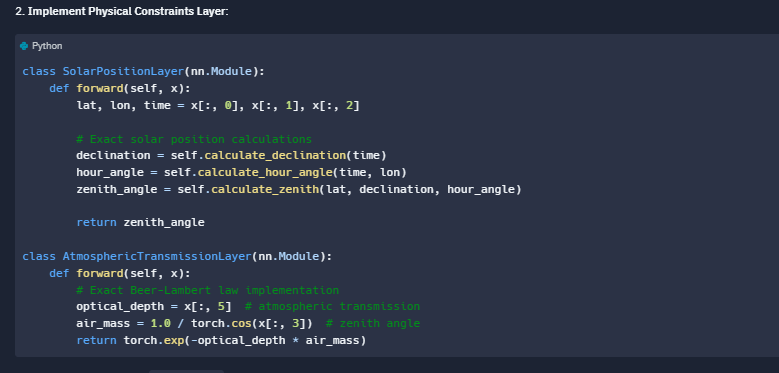 2. Implement Physical Constraints Layer:
Python
class SolarPositionLayer(nn.Module):
    def forward(self, x):
        lat, lon, time = x[:, 0], x[:, 1], x[:, 2]
        # Exact solar position calculations
        declination = self.calculate_declination(time)
        hour_angle = self.calculate_hour_angle(time, lon)
        zenith_angle = self.calculate_zenith(lat, declination, hour_angle)
        return zenith_angle
class AtmosphericTransmissionLayer(nn.Module):
    def forward(self, x):
        # Exact Beer-Lambert law implementation
        optical_depth = x[:, 5]  # atmospheric transmission
        air_mass = 1.0 / torch.cos(x[:, 3])  # zenith angle
        return torch.exp(-optical_depth * air_mass)